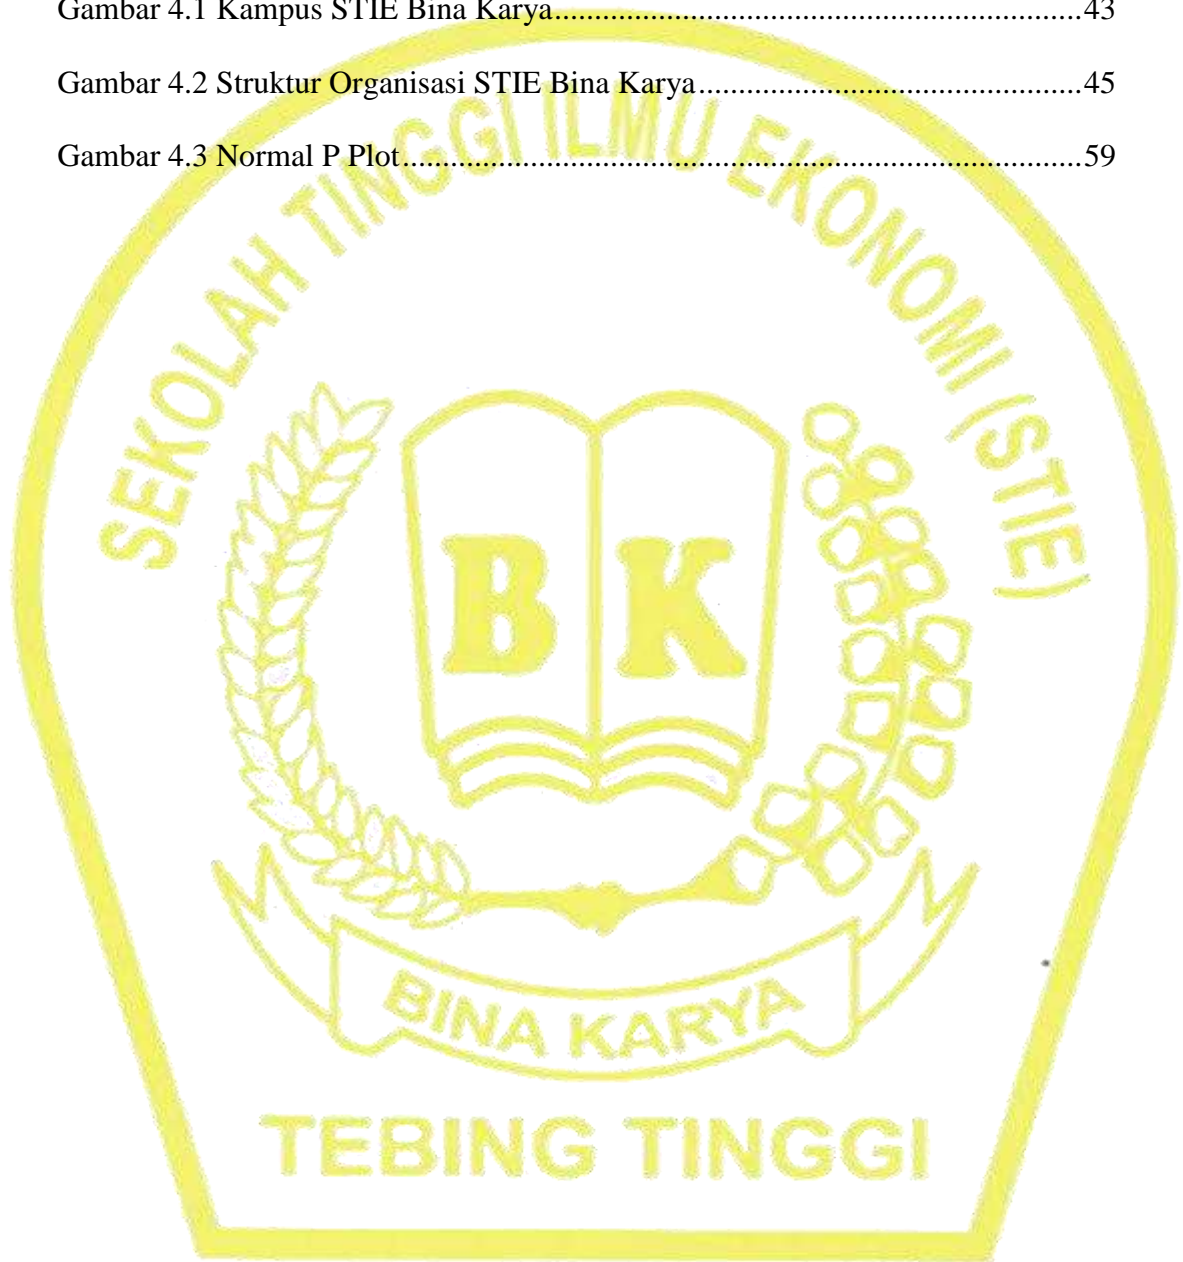 Gambar 4.1 Kampus STIE Bina Karya................................................................43
Gambar 4.2 Struktur Organisasi STIE Bina Karya...............................................45
Gambar 4.3 Normal P Plot...................................................................................59
SEKOLAH TINGGI ILMU EKONOMI (STIE)
B K
BINA KARYA
TEBING TINGGI